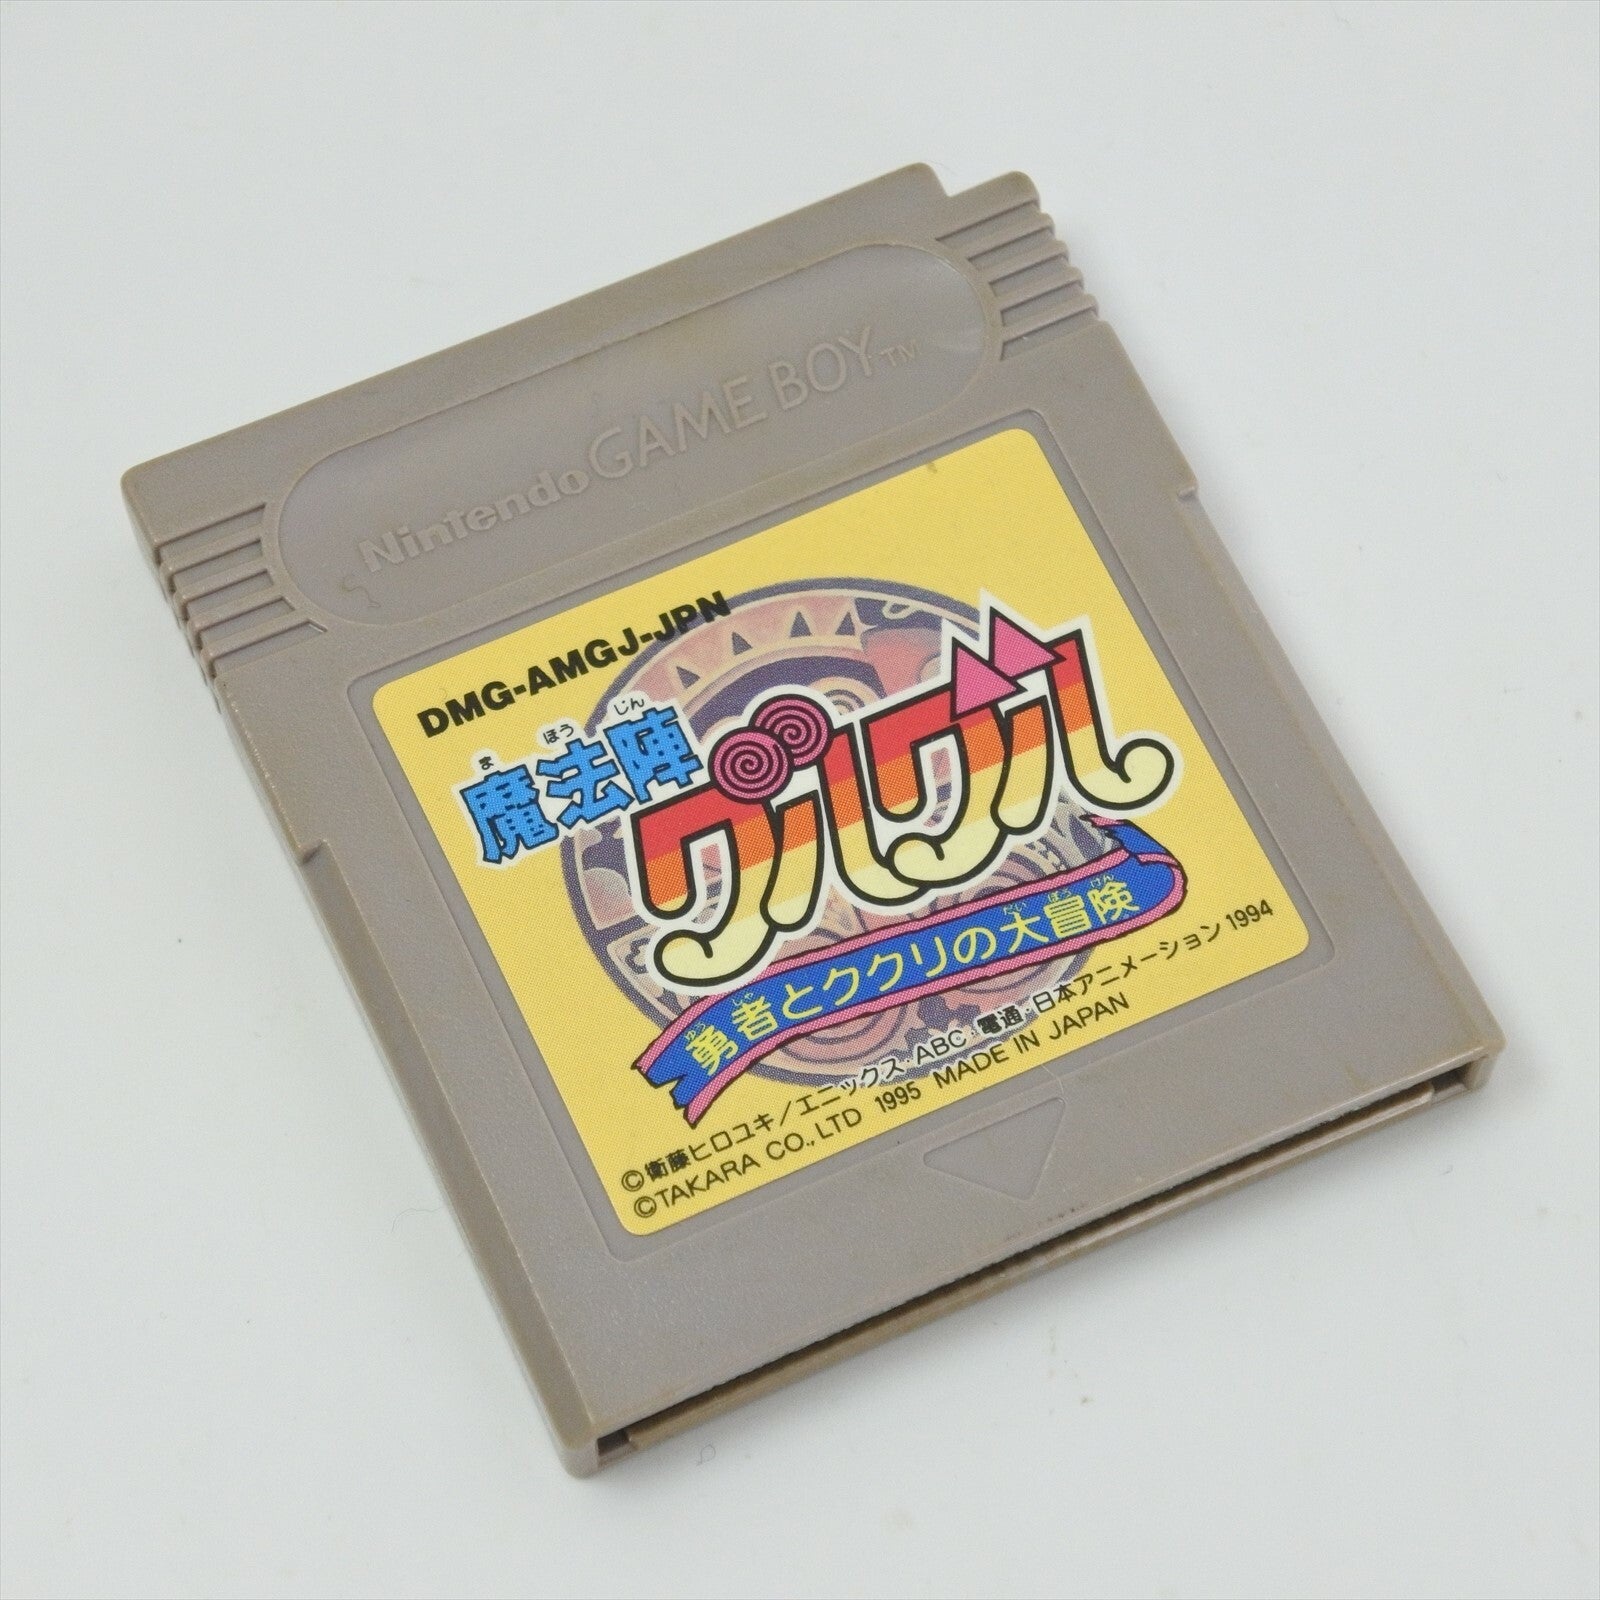 Nintendo GAME BOY™
DMG-AMGJ-JPN
まほうじん
魔法陣
グルグル
ゆうしゃ だいぼうけん
勇者とククリの大冒険
©衛藤ヒロユキ/エニックス・ABC・電通・日本アニメーション 1994
©TAKARA CO., LTD 1995 MADE IN JAPAN